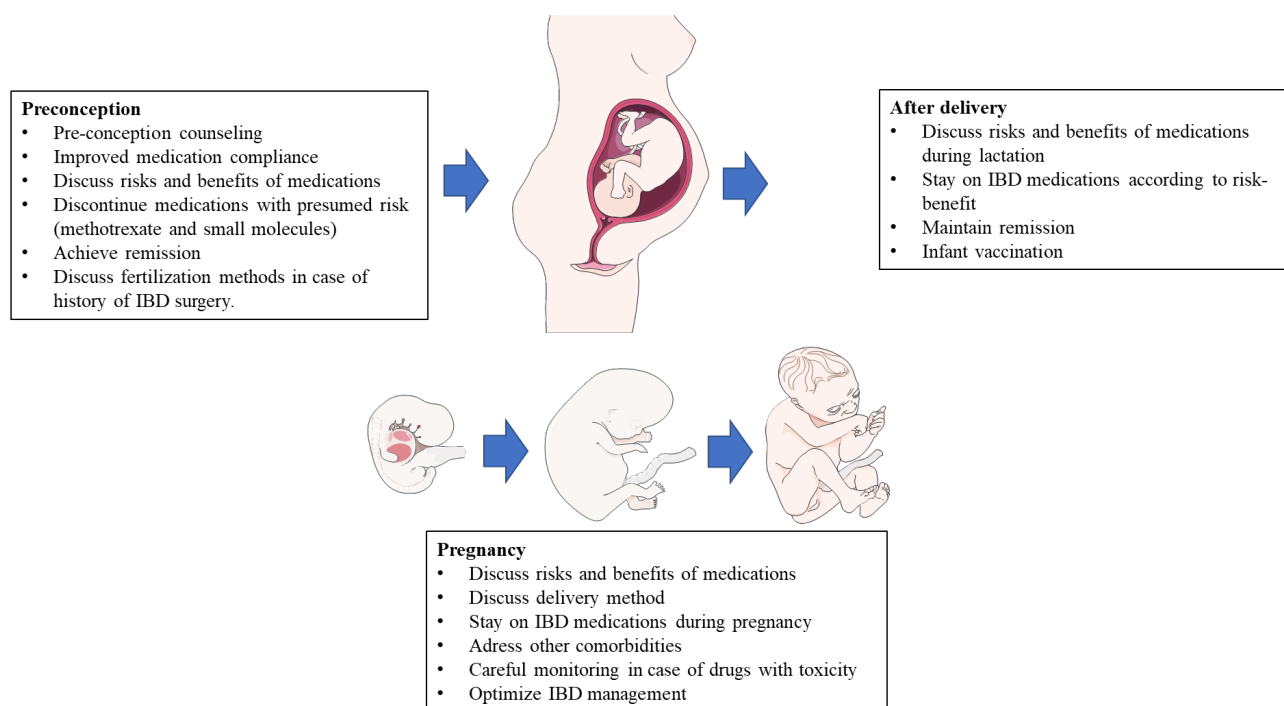 Preconception
• Pre-conception counseling
• Improved medication compliance
• Discuss risks and benefits of medications
• Discontinue medications with presumed risk
(methotrexate and small molecules)
• Achieve remission
• Discuss fertilization methods in case of
history of IBD surgery.
After delivery
• Discuss risks and benefits of medications
during lactation
• Stay on IBD medications according to risk-
benefit
• Maintain remission
• Infant vaccination
Pregnancy
• Discuss risks and benefits of medications
• Discuss delivery method
• Stay on IBD medications during pregnancy
• Adress other comorbidities
• Careful monitoring in case of drugs with toxicity
• Optimize IBD management